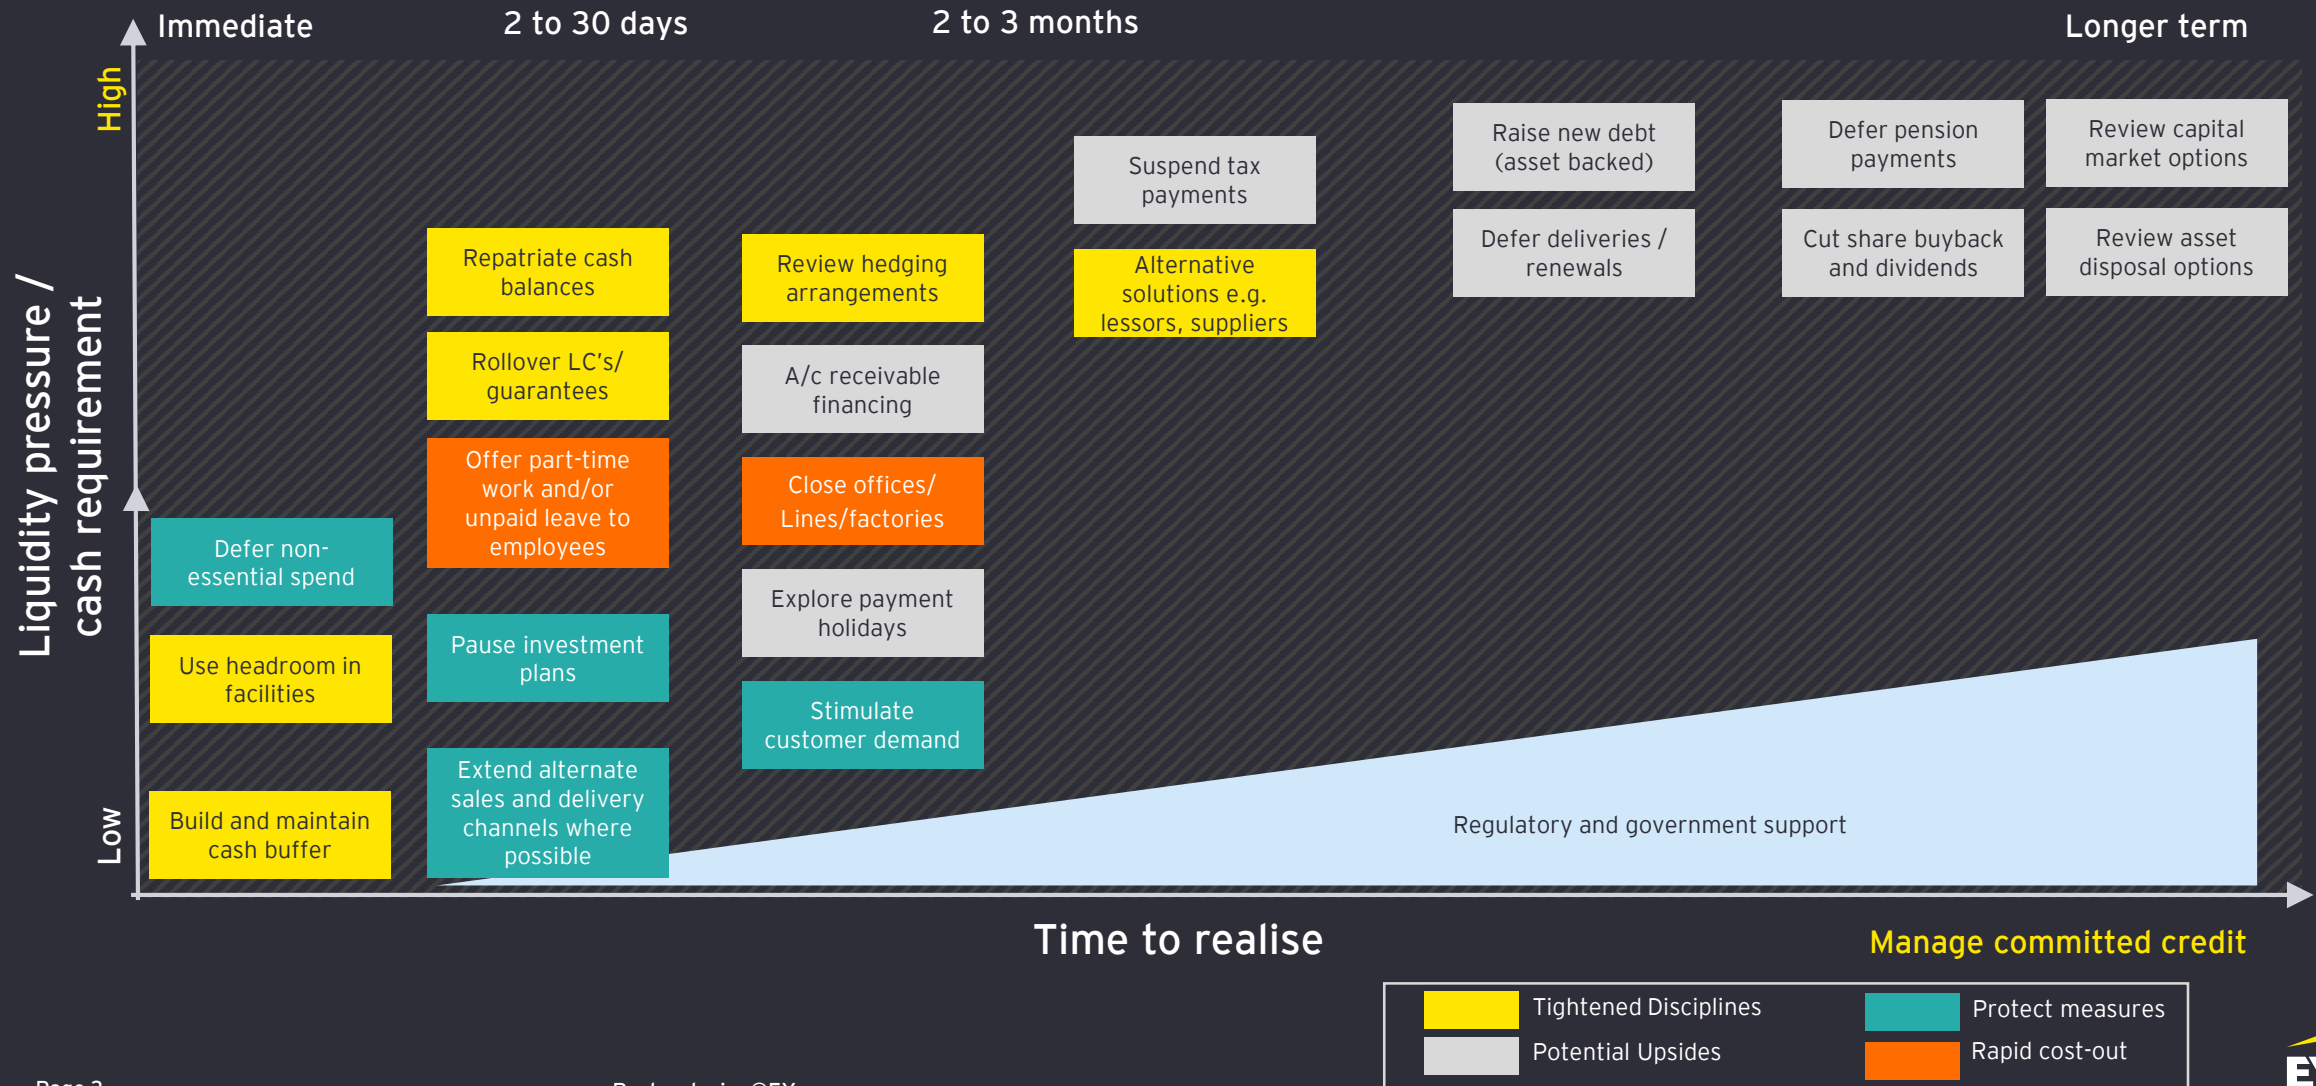 Immediate
2 to 30 days
2 to 3 months
Longer term
High
Liquidity pressure /
cash requirement
Low
Defer non-
essential spend
Use headroom in
facilities
Build and maintain
cash buffer
Repatriate cash
balances
Rollover LC's/
guarantees
Offer part-time
work and/or
unpaid leave to
employees
Pause investment
plans
Extend alternate
sales and delivery
channels where
possible
Review hedging
arrangements
A/c receivable
financing
Close offices/
Lines/factories
Explore payment
holidays
Stimulate
customer demand
Suspend tax
payments
Alternative
solutions e.g.
lessors, suppliers
Raise new debt
(asset backed)
Defer deliveries /
renewals
Defer pension
payments
Cut share buyback
and dividends
Review capital
market options
Review asset
disposal options
Regulatory and government support
Time to realise
Manage committed credit
Tightened Disciplines
Protect measures
Potential Upsides
Rapid cost-out